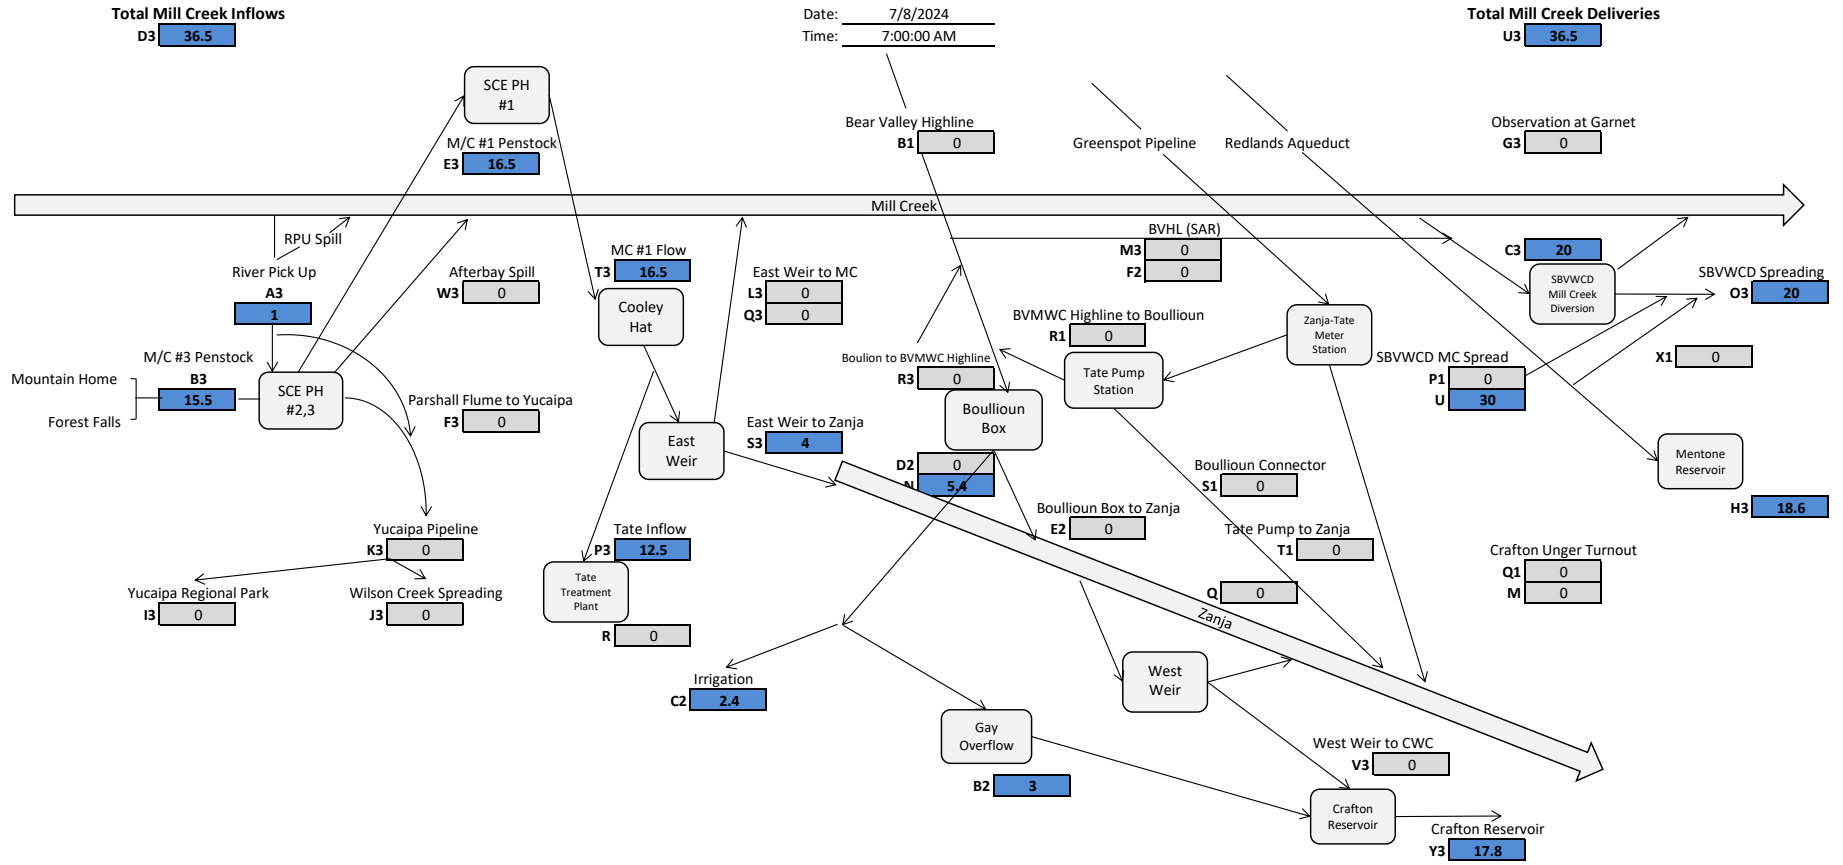 Total Mill Creek Inflows
D3 36.5
Date: 7/8/2024
Time: 7:00:00 AM
Total Mill Creek Deliveries
U3 36.5
SCE PH
#1
M/C #1 Penstock
E3 16.5
Bear Valley Highline
B1 0
Greenspot Pipeline
Redlands Aqueduct
Observation at Garnet
G3 0
Mill Creek
RPU Spill
River Pick Up
A3
1
Afterbay Spill
W3 0
MC #1 Flow
T3 16.5
Cooley
Hat
East Weir to MC
L3 0
Q3 0
BVHL (SAR)
M3 0
F2 0
C3 20
SBVWCD
Mill Creek
Diversion
SBVWCD Spreading
O3 20
BVMWC Highline to Boullioun
R1 0
Zanja-Tate
Meter
Station
X1 0
M/C #3 Penstock
B3
15.5
Mountain Home
Forest Falls
SCE PH
#2,3
Parshall Flume to Yucaipa
F3 0
Boulion to BVMWC Highline
R3 0
Tate Pump
Station
SBVWCD MC Spread
P1 0
U 30
Boullioun
Box
East
Weir
East Weir to Zanja
S3 4
D2 0
N 5.4
Boullioun Connector
S1 0
Mentone
Reservoir
H3 18.6
Boullioun Box to Zanja
E2 0
Tate Pump to Zanja
T1 0
Yucaipa Pipeline
K3 0
Tate Inflow
P3 12.5
Tate
Treatment
Plant
R 0
Crafton Unger Turnout
Q1 0
M 0
Yucaipa Regional Park
I3 0
Wilson Creek Spreading
J3 0
Q 0
Zanja
Irrigation
C2 2.4
West
Weir
Gay
Overflow
B2 3
West Weir to CWC
V3 0
Crafton
Reservoir
Crafton Reservoir
Y3 17.8